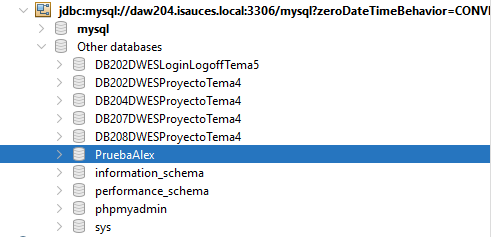 jdbc:mysql://daw204.isauces.local:3306/mysql?zeroDateTimeBehavior=CONVE
mysql
Other databases
DB202DWESLoginLogoffTema5
DB202DWESProyectoTema4
DB204DWESProyectoTema4
DB207DWESProyectoTema4
DB208DWESProyectoTema4
PruebaAlex
information_schema
performance_schema
phpmyadmin
sys